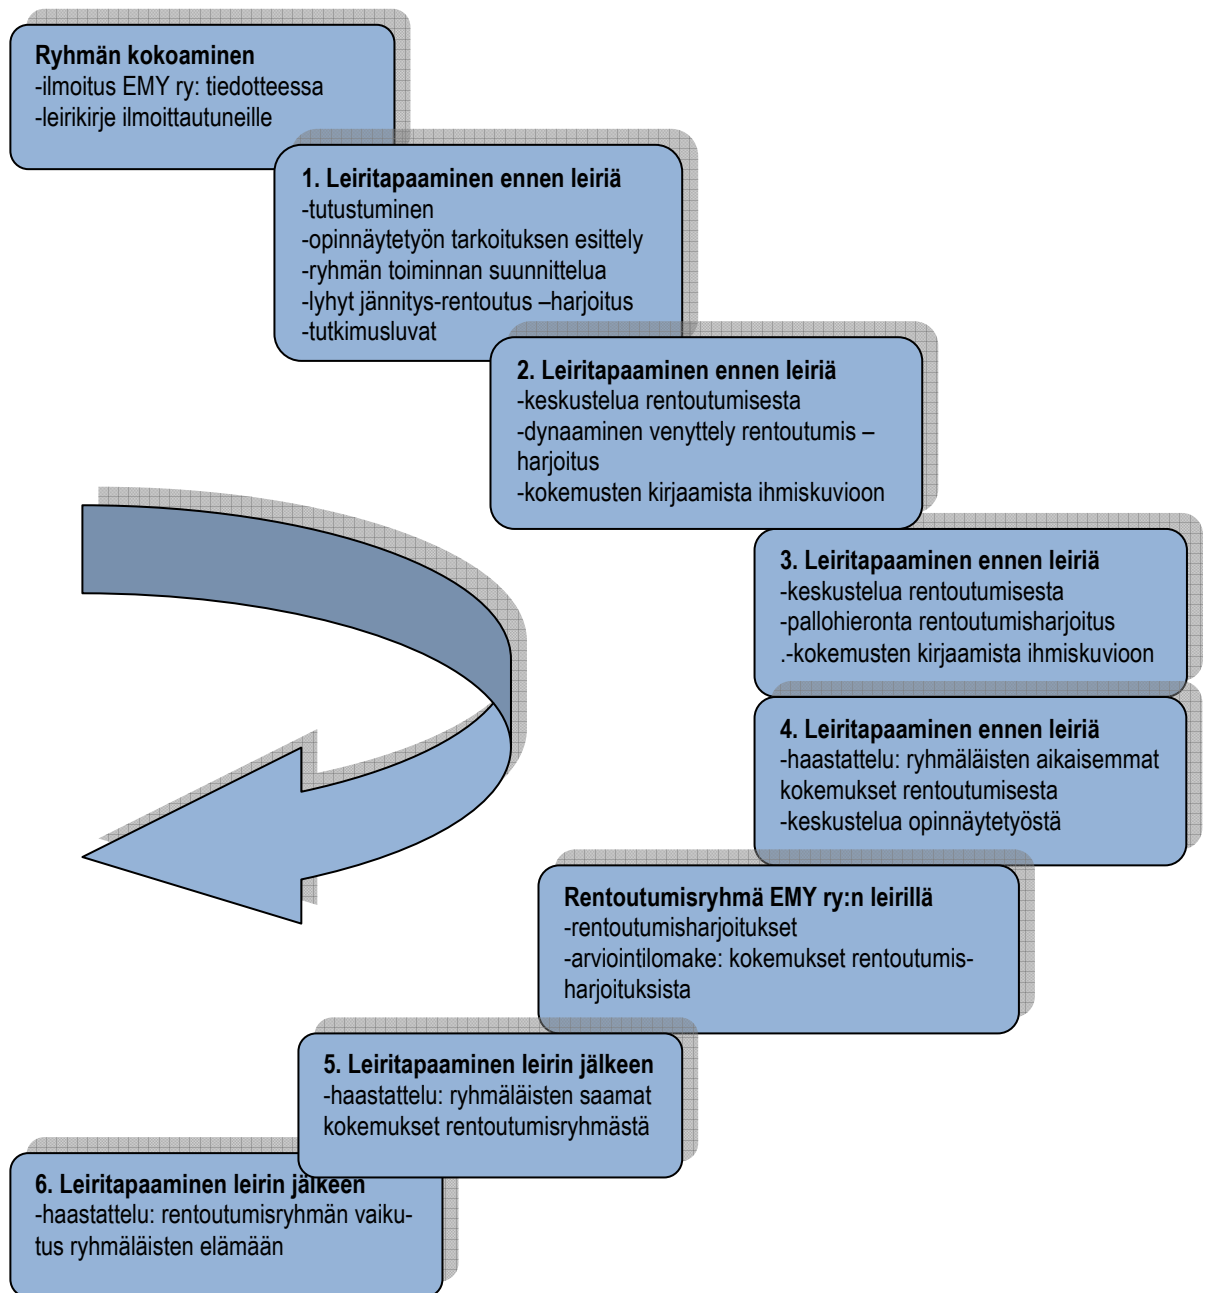 Ryhmän kokoaminen
-ilmoitus EMY ry: tiedotteessa
-leirikirje ilmoittautuneille
1. Leiritapaaminen ennen leiriä
-tutustuminen
-opinnäytetyön tarkoituksen esittely
-ryhmän toiminnan suunnittelua
-lyhyt jännitys-rentoutus –harjoitus
-tutkimusluvat
2. Leiritapaaminen ennen leiriä
-keskustelua rentoutumisesta
-dynaaminen venyttely rentoutumis –
harjoitus
-kokemusten kirjaamista ihmiskuvioon
3. Leiritapaaminen ennen leiriä
-keskustelua rentoutumisesta
-pallohieronta rentoutumisharjoitus
.-kokemusten kirjaamista ihmiskuvioon
4. Leiritapaaminen ennen leiriä
-haastattelu: ryhmäläisten aikaisemmat
kokemukset rentoutumisesta
-keskustelua opinnäytetyöstä
Rentoutumisryhmä EMY ry:n leirillä
-rentoutumisharjoitukset
-arviointilomake: kokemukset rentoutumis-
harjoituksista
5. Leiritapaaminen leirin jälkeen
-haastattelu: ryhmäläisten saamat
kokemukset rentoutumisryhmästä
6. Leiritapaaminen leirin jälkeen
-haastattelu: rentoutumisryhmän vaiku-
tus ryhmäläisten elämään